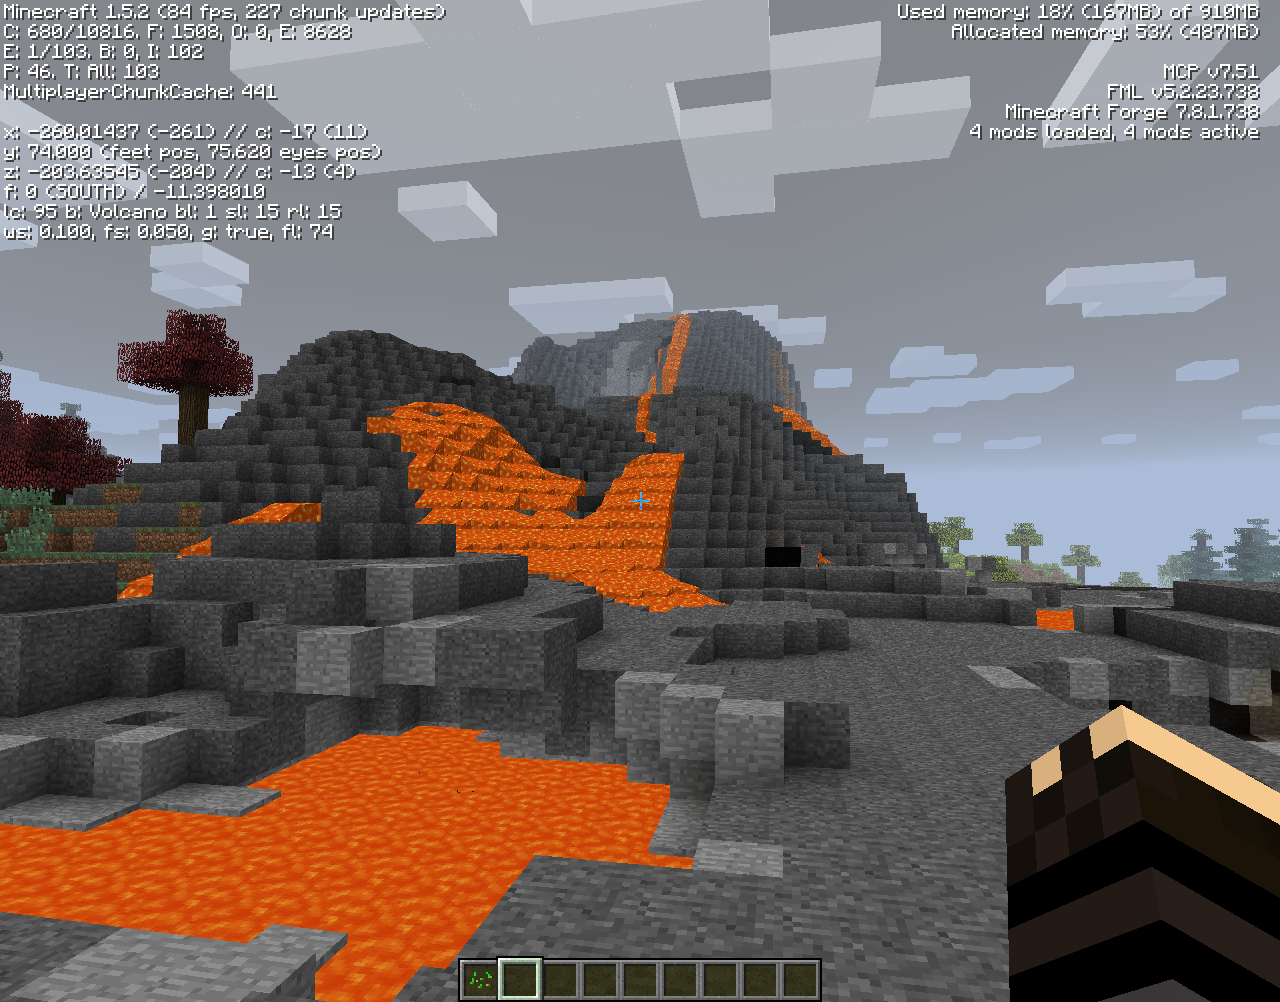 Minecraft 1.5.2 (84 fps, 227 chunk updates)
C: 680/10816. F: 1508, O: 0, E: 8628
E: 1/103. B: 0, I: 102
P: 46. T: All: 103
MultiplayerChunkCache: 441
x: -260.01437 (-261) // c: -17 (11)
y: 74.000 (feet pos, 75.620 eyes pos)
z: -203.63545 (-204) // c: -13 (4)
f: 0 (SOUTH) / -11.398010
lc: 95 b: Volcano bl: 1 sl: 15 rl: 15
ws: 0.100, fs: 0.050, g: true, fl: 74
Used memory: 18% (167MB) of 910MB
Allocated memory: 53% (487MB)
MCP v7.51
FML v5.2.23.738
Minecraft Forge 7.8.1.738
4 mods loaded, 4 mods active